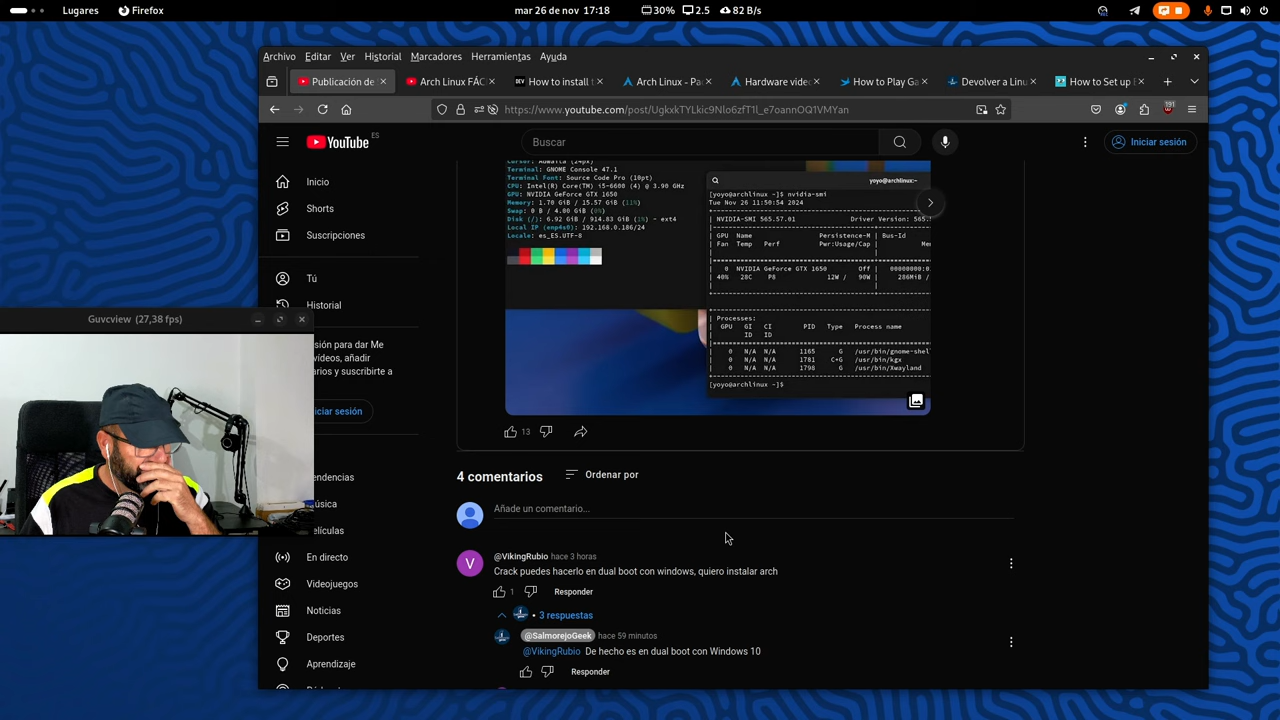 Lugares
Firefox
mar 26 de nov 17:18
30% 2.5 82 B/s
Archivo Editar Ver Historial Marcadores Herramientas Ayuda
Publicación de
Arch Linux FÁC
How to install t
Arch Linux - Pa
Hardware vide
How to Play Ga
Devolver a Lin
How to Set up
https://www.youtube.com/post/UgkxkTYLkic9Nlo6zfT1l_e7oannOQ1VMYan
191
YouTube ES
Buscar
Iniciar sesión
Inicio
Shorts
Suscripciones
Tú
Historial
sesión para dar Me
vídeos, añadir
arios y suscribirte a
iciar sesión
endencias
úsica
elículas
En directo
Videojuegos
Noticias
Deportes
Aprendizaje
Guvcview (27,38 fps)
Cursor: Adwaita (24px)
Terminal: GNOME Console 47.1
Terminal Font: Source Code Pro (10pt)
CPU: Intel(R) Core(TM) i5-6600 (4) @ 3.90 GHz
GPU: NVIDIA GeForce GTX 1650
Memory: 1.70 GiB / 15.57 GiB (11%)
Swap: 0 B / 4.00 GiB (0%)
Disk (/): 6.92 GiB / 914.83 GiB (1%) - ext4
Local IP (enp4s0): 192.168.0.186/24
Locale: es_ES.UTF-8
yoyo@archlinux:~
[yoyo@archlinux ~]$ nvidia-smi
Tue Nov 26 11:50:54 2024
NVIDIA-SMI 565.57.01 Driver Version: 565.
GPU Name Persistence-M Bus-Id
Fan Temp Perf Pwr:Usage/Cap Me
0 NVIDIA GeForce GTX 1650 Off 00000000:0
40% 28C P8 12W / 90W 286MiB /
Processes:
GPU GI CI PID Type Process name
ID ID
0 N/A N/A 1165 G /usr/bin/gnome-shel
0 N/A N/A 1781 C+G /usr/bin/kgx
0 N/A N/A 1798 G /usr/bin/Xwayland
[yoyo@archlinux ~]$
13
4 comentarios
Ordenar por
Añade un comentario...
@VikingRubio hace 3 horas
Crack puedes hacerlo en dual boot con windows, quiero instalar arch
1 Responder
3 respuestas
@SalmorejoGeek hace 59 minutos
@VikingRubio De hecho es en dual boot con Windows 10
Responder